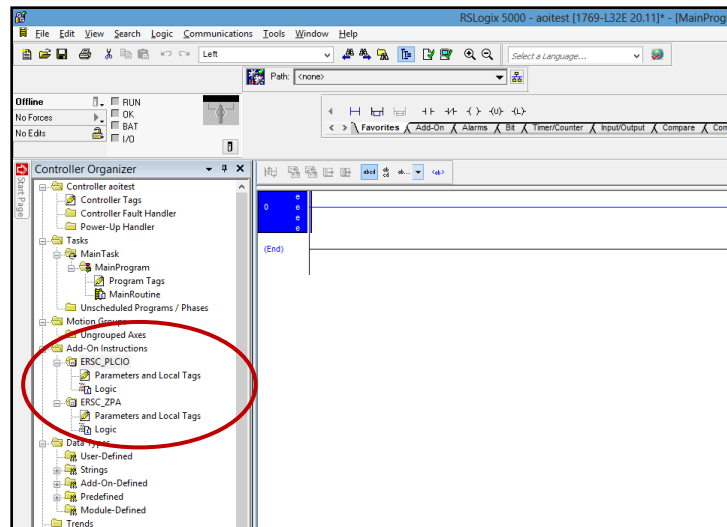 RSLogix 5000 - aoitest [1769-L32E 20.11]* - [MainProg
File Edit View Search Logic Communications Tools Window Help
Left
Select a Language...
Path: <none>
Offline
RUN
No Forces
OK
BAT
No Edits
I/O
Favorites Add-On Alarms Bit Timer/Counter Input/Output Compare Com
Start Page
Controller Organizer
Controller aoitest
Controller Tags
Controller Fault Handler
Power-Up Handler
Tasks
MainTask
MainProgram
Program Tags
MainRoutine
Unscheduled Programs / Phases
Motion Groups
Ungrouped Axes
Add-On Instructions
ERSC_PLCIO
Parameters and Local Tags
Logic
ERSC_ZPA
Parameters and Local Tags
Logic
Data Types
User-Defined
Strings
Add-On-Defined
Predefined
Module-Defined
Trends
0
e
e
e
e
(End)